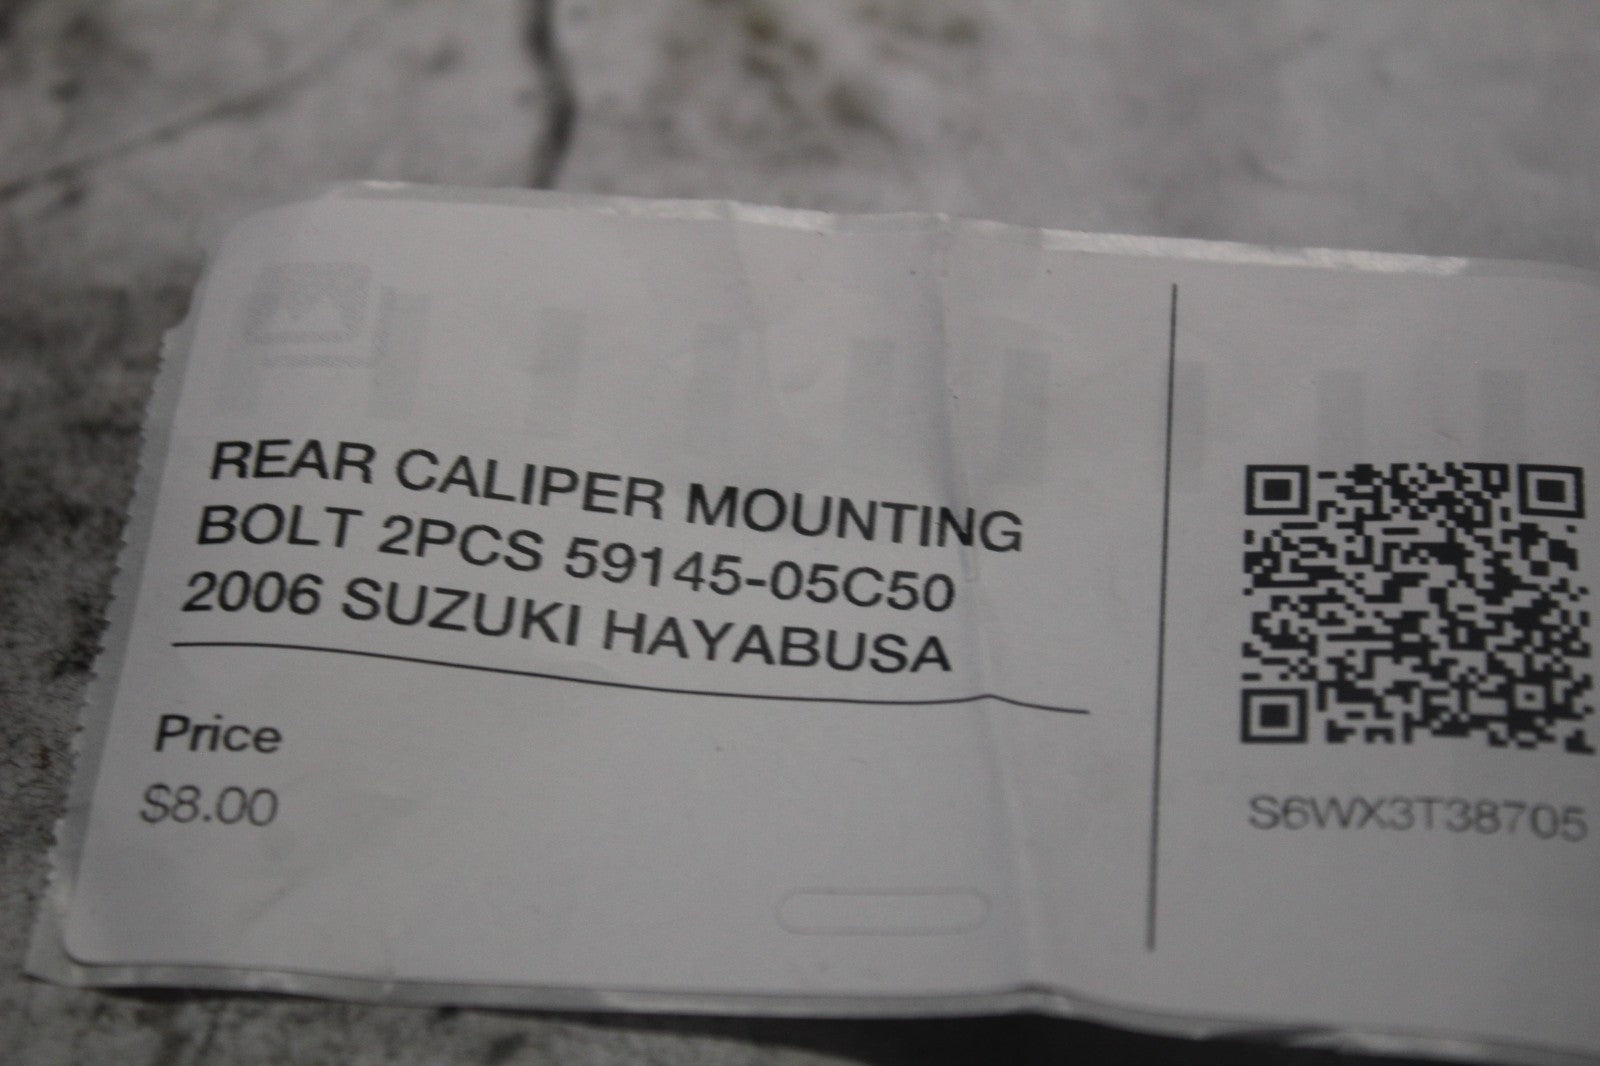 REAR CALIPER MOUNTING
BOLT 2PCS 59145-05C50
2006 SUZUKI HAYABUSA
Price
$8.00
S6WX3T38705